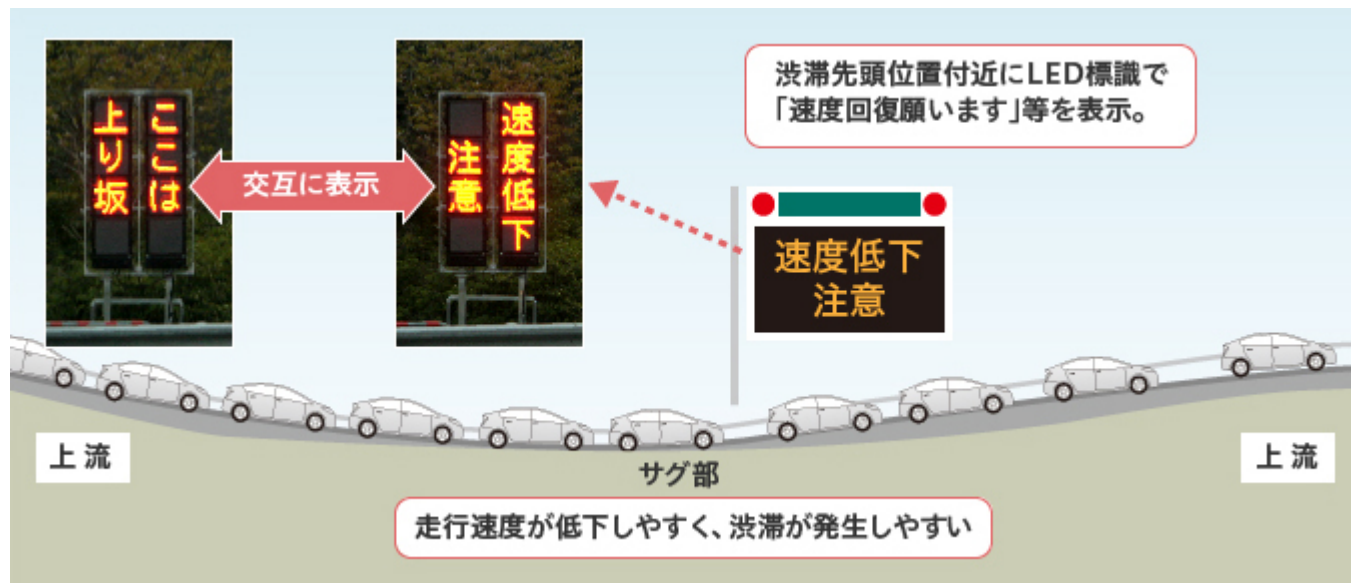 ここは
上り坂
交互に表示
速度低下
注意
渋滞先頭位置付近にLED標識で
「速度回復願います」等を表示。
速度低下
注意
上流
サグ部
上流
走行速度が低下しやすく、渋滞が発生しやすい